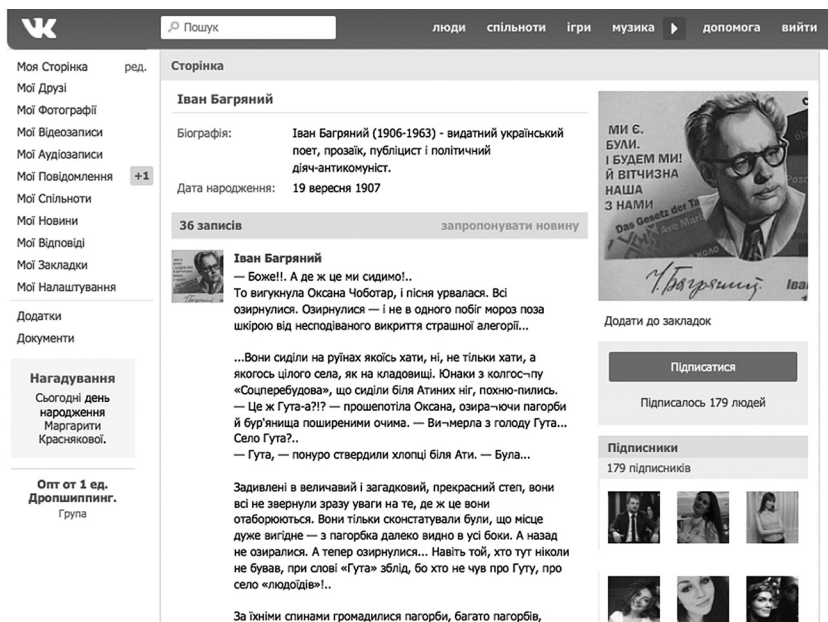 Пошук
люди спільноти ігри музика допомога вийти
Моя Сторінка ред.
Мої Друзі
Мої Фотографії
Мої Відеозаписи
Мої Аудіозаписи
Мої Повідомлення +1
Мої Спільноти
Мої Новини
Мої Відповіді
Мої Закладки
Мої Налаштування
Додатки
Документи
Нагадування
Сьогодні день
народження
Маргарити
Краснякової.
Опт от 1 ед.
Дропшиппинг.
Група
Сторінка
Іван Багряний
Біографія: Іван Багряний (1906-1963) - видатний український
поет, прозаїк, публіцист і політичний
діяч-антикомуніст.
Дата народження: 19 вересня 1907
36 записів запропонувати новину
Іван Багряний
— Боже!!. А де ж це ми сидимо!..
То вигукнула Оксана Чоботар, і пісня урвалася. Всі
озирнулися. Озирнулися — і не в одного побіг мороз поза
шкірою від несподіваного викриття страшної алегорії...
...Вони сиділи на руїнах якоїсь хати, ні, не тільки хати, а
якогось цілого села, як на кладовищі. Юнаки з колгос¬пу
«Соцперебудова», що сиділи біля Атиних ніг, похню-пились.
— Це ж Гута-а?!? — прошепотіла Оксана, озира¬ючи пагорби
й бур'янища поширеними очима. — Ви¬мерла з голоду Гута...
Село Гута?..
— Гута, — понуро ствердили хлопці біля Ати. — Була...
Задивлені в величавий і загадковий, прекрасний степ, вони
всі не звернули зразу уваги на те, де ж це вони
отаборюються. Вони тільки сконстатували були, що місце
дуже вигідне — з пагорбка далеко видно в усі боки. А назад
не озиралися. А тепер озирнулися... Навіть той, хто тут ніколи
не бував, при слові «Гута» зблід, бо хто не чув про Гуту, про
село «людоїдів»!..
За їхніми спинами громадилися пагорби, багато пагорбів,
МИ Є.
БУЛИ.
І БУДЕМ МИ!
Й ВІТЧИЗНА
НАША
З НАМИ
Das Gesetz der Ta
Ave Mari
коло
І. Багряний.
Іва
Додати до закладок
Підписатися
Підписалось 179 людей
Підписники
179 підписників